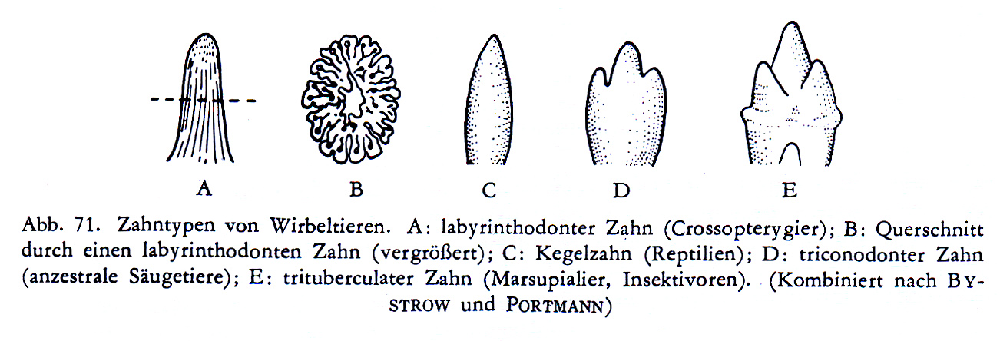 A B C D E
Abb. 71. Zahntypen von Wirbeltieren. A: labyrinthodonter Zahn (Crossopterygier); B: Querschnitt
durch einen labyrinthodonten Zahn (vergrößert); C: Kegelzahn (Reptilien); D: triconodonter Zahn
(anzestrale Säugetiere); E: trituberculater Zahn (Marsupialier, Insektivoren). (Kombiniert nach BY-
STROW und PORTMANN)